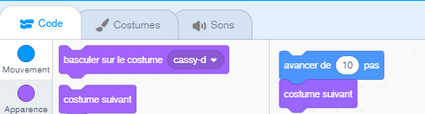 Code Costumes Sons
Mouvement
Apparence
basculer sur le costume cassy-d
costume suivant
avancer de 10 pas
costume suivant